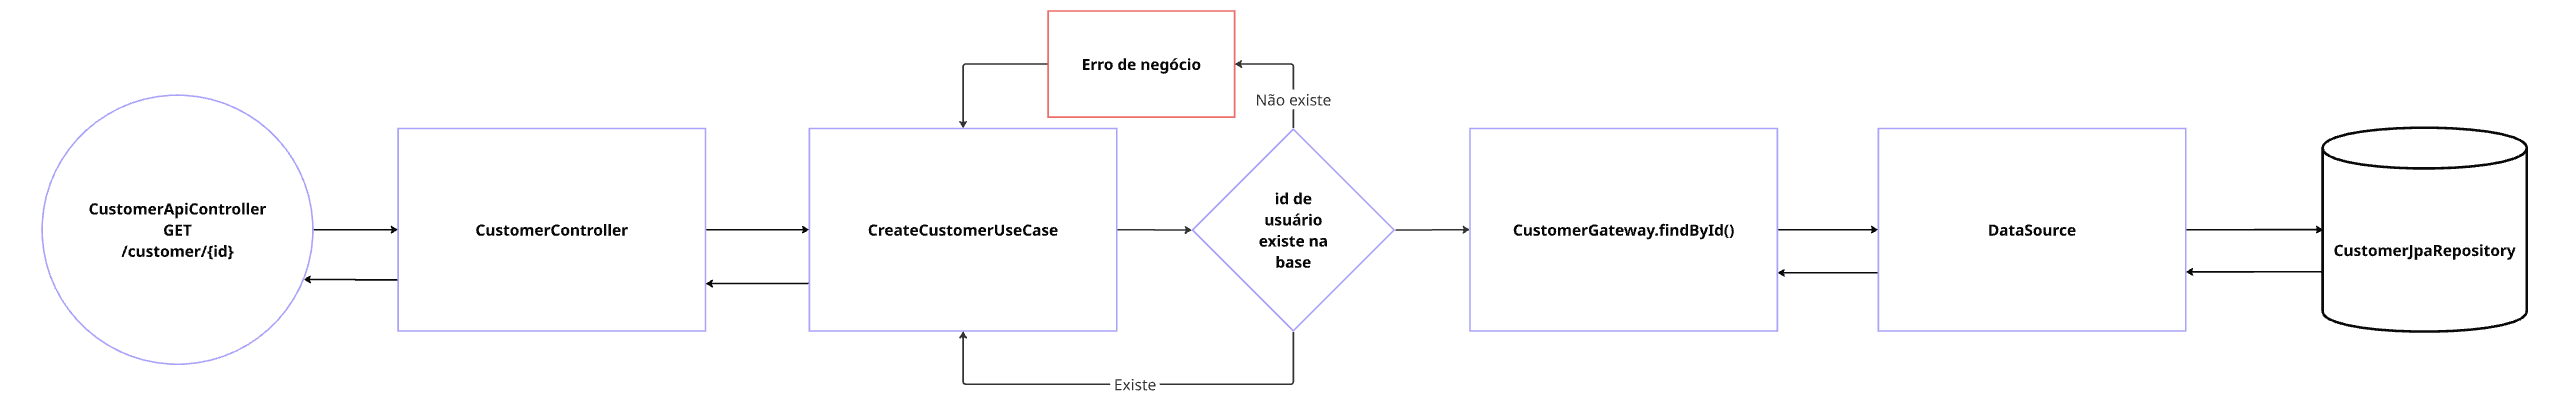 Erro de negócio
Não existe
CustomerApiController
GET
/customer/{id}
CustomerController
CreateCustomerUseCase
id de
usuário
existe na
base
CustomerGateway.findById()
DataSource
CustomerJpaRepository
Existe